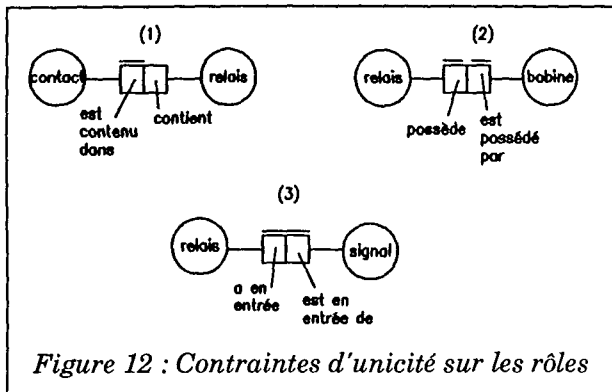 (1)
contact
relais
est
contenu
dans
contient
(2)
relais
bobine
possède
est
possédé
par
(3)
relais
signal
a en
entrée
est en
entrée de
Figure 12 : Contraintes d'unicité sur les rôles